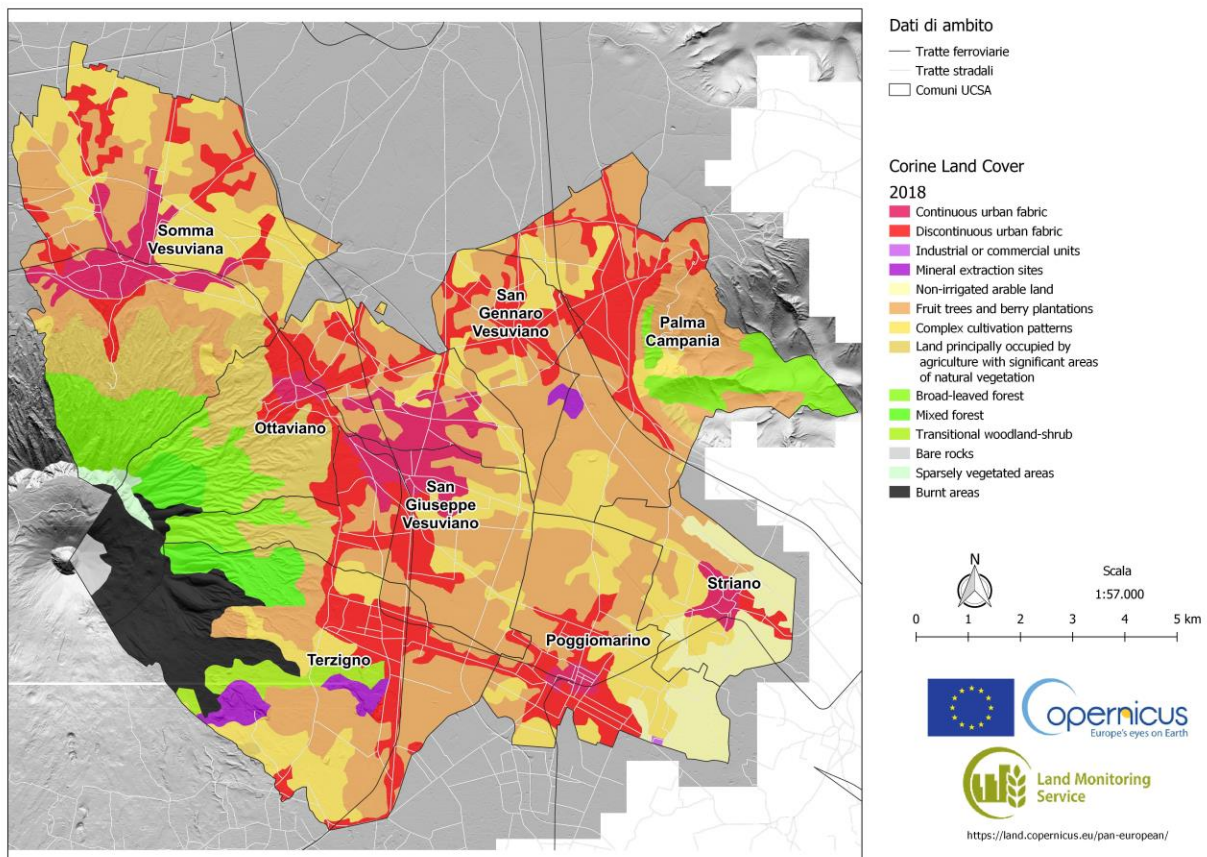 Somma
Vesuviana
San
Gennaro
Vesuviano
Palma
Campania
Ottaviano
San
Giuseppe
Vesuviano
Striano
Poggiomarino
Terzigno
Dati di ambito
Tratte ferroviarie
Tratte stradali
Comuni UCSA
Corine Land Cover
2018
Continuous urban fabric
Discontinuous urban fabric
Industrial or commercial units
Mineral extraction sites
Non-irrigated arable land
Fruit trees and berry plantations
Complex cultivation patterns
Land principally occupied by
agriculture with significant areas
of natural vegetation
Broad-leaved forest
Mixed forest
Transitional woodland-shrub
Bare rocks
Sparsely vegetated areas
Burnt areas
N
Scala
1:57.000
0 1 2 3 4 5 km
Copernicus
Europe's eyes on Earth
Land Monitoring
Service
https://land.copernicus.eu/pan-european/